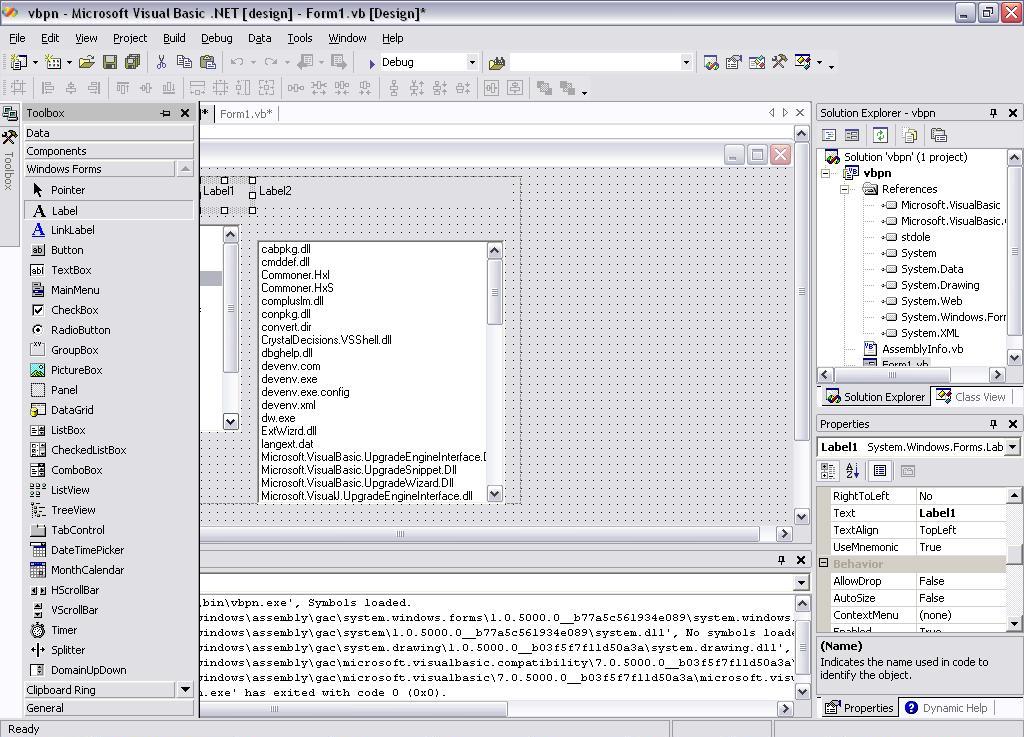 vbpn - Microsoft Visual Basic .NET [design] - Form1.vb [Design]*
File Edit View Project Build Debug Data Tools Window Help
Debug
Toolbox
Toolbox
Data
Components
Windows Forms
Pointer
Label
LinkLabel
Button
TextBox
MainMenu
CheckBox
RadioButton
GroupBox
PictureBox
Panel
DataGrid
ListBox
CheckedListBox
ComboBox
ListView
TreeView
TabControl
DateTimePicker
MonthCalendar
HScrollBar
VScrollBar
Timer
Splitter
DomainUpDown
Clipboard Ring
General
Form1.vb*
Label1 Label2
cabpkg.dll
cmddef.dll
Commoner.HxI
Commoner.HxS
compluslm.dll
conpkg.dll
convert.dir
CrystalDecisions.VSShell.dll
dbghelp.dll
devenv.com
devenv.exe
devenv.exe.config
devenv.xml
dw.exe
ExtWizrd.dll
langext.dat
Microsoft.VisualBasic.UpgradeEngineInterface.D
Microsoft.VisualBasic.UpgradeSnippet.Dll
Microsoft.VisualBasic.UpgradeWizard.Dll
Microsoft.VisualJ.UpgradeEngineInterface.dll
bin\vbpn.exe', Symbols loaded.
windows\assembly\gac\system.windows.forms\1.0.5000.0__b77a5c561934e089\system.windows.
windows\assembly\gac\system\1.0.5000.0__b77a5c561934e089\system.dll', No symbols loade
windows\assembly\gac\system.drawing\1.0.5000.0__b03f5f7f11d50a3a\system.drawing.dll',
windows\assembly\gac\microsoft.visualbasic.compatibility\7.0.5000.0__b03f5f7f11d50a3a\
windows\assembly\gac\microsoft.visualbasic\7.0.5000.0__b03f5f7f11d50a3a\microsoft.visu
n.exe' has exited with code 0 (0x0).
Solution Explorer - vbpn
Solution 'vbpn' (1 project)
vbpn
References
Microsoft.VisualBasic
Microsoft.VisualBasic.
stdole
System
System.Data
System.Drawing
System.Web
System.Windows.For
System.XML
AssemblyInfo.vb
Form1.vb
Solution Explorer Class View
Properties
Label1 System.Windows.Forms.Lab
RightToLeft No
Text Label1
TextAlign TopLeft
UseMnemonic True
Behavior
AllowDrop False
AutoSize False
ContextMenu (none)
Enabled True
(Name)
Indicates the name used in code to
identify the object.
Properties Dynamic Help
Ready